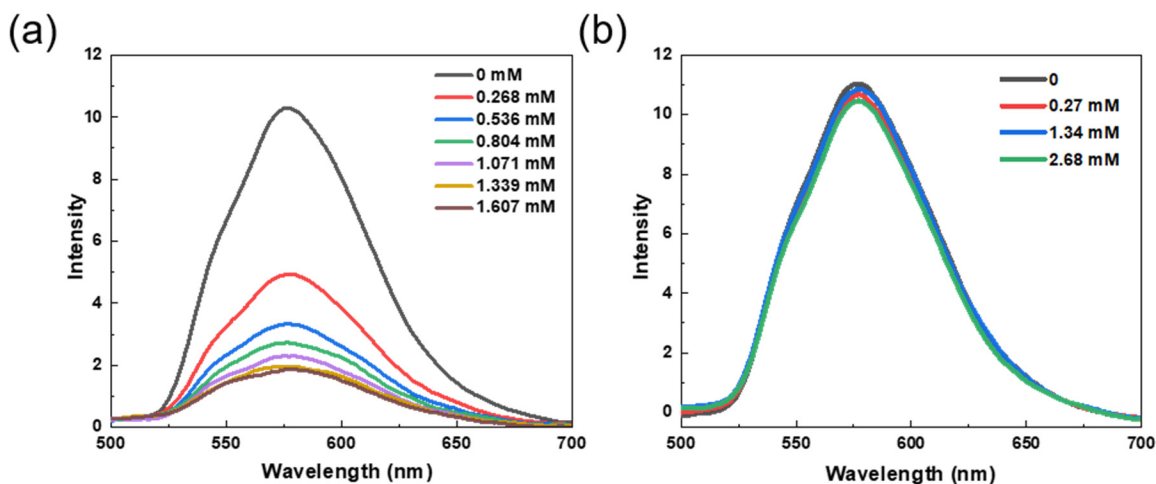 (a)
12
10
8
6
4
2
0
Intensity
500
550
600
650
700
Wavelength (nm)
0 mM
0.268 mM
0.536 mM
0.804 mM
1.071 mM
1.339 mM
1.607 mM
(b)
12
10
8
6
4
2
0
Intensity
500
550
600
650
700
Wavelength (nm)
0
0.27 mM
1.34 mM
2.68 mM